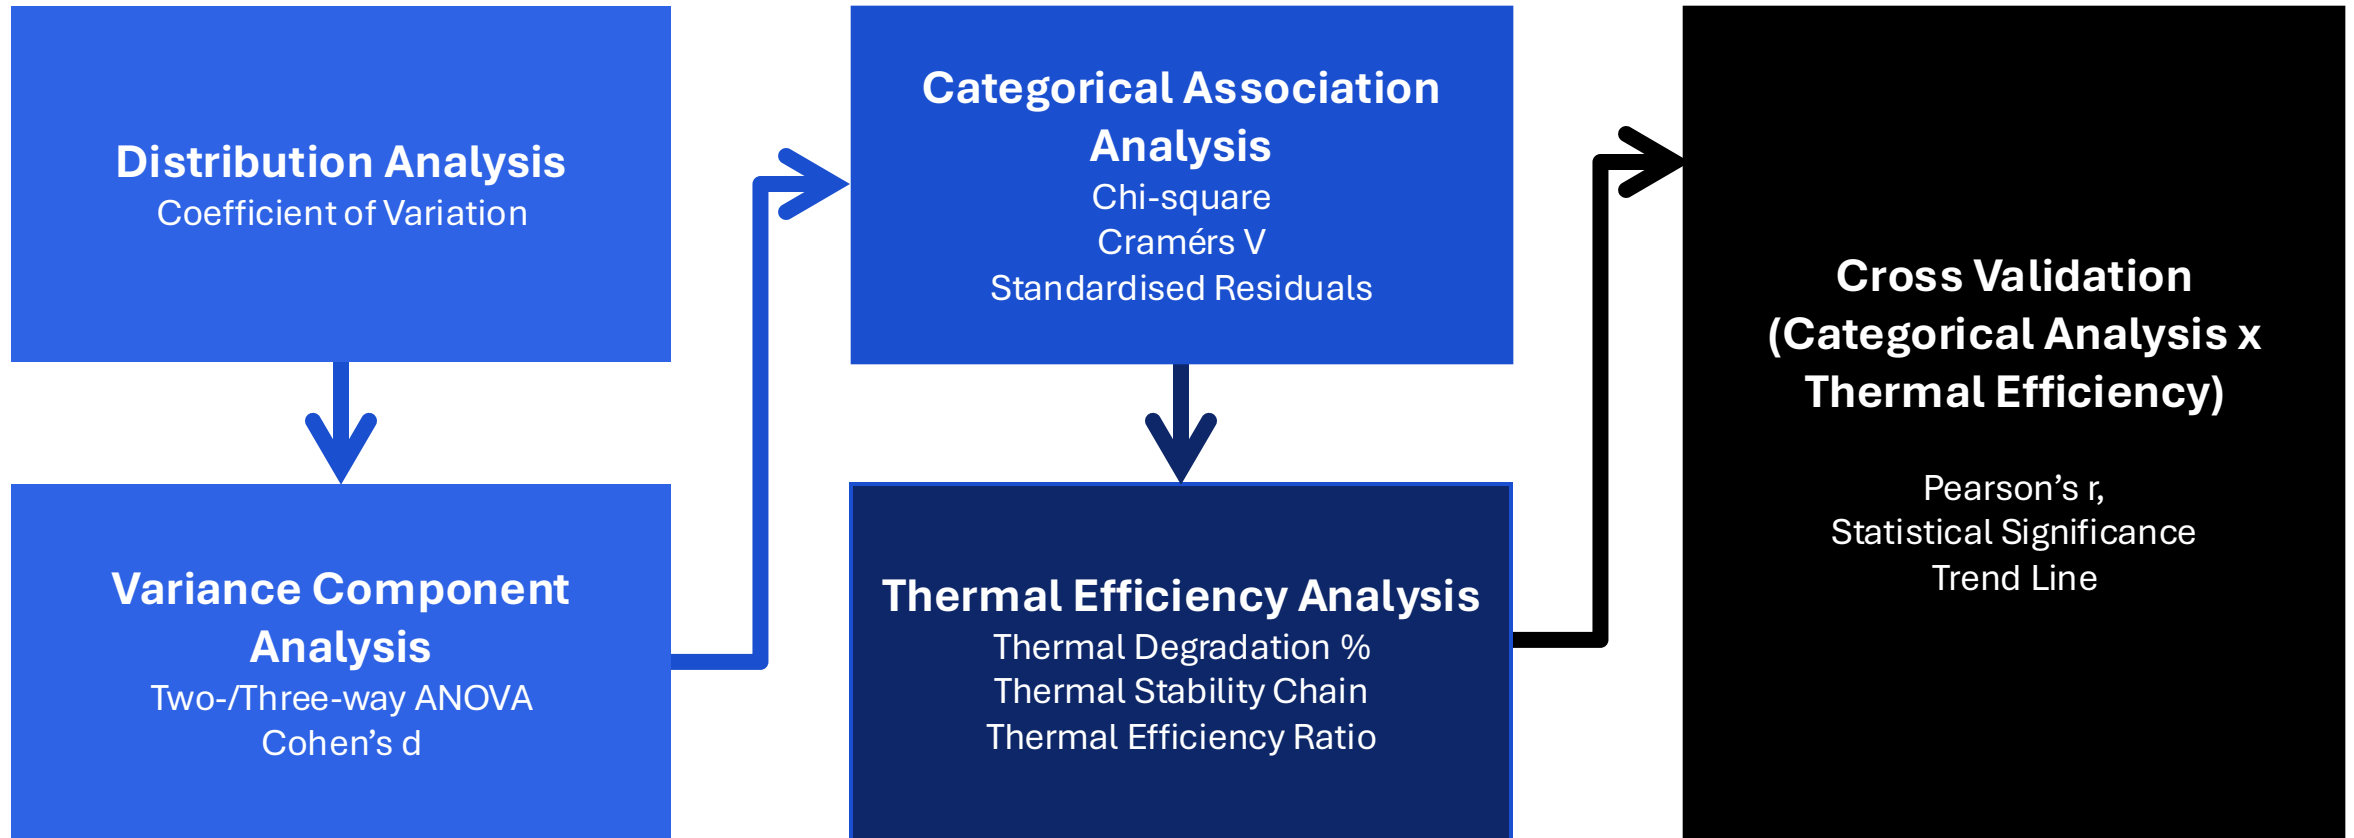 Distribution Analysis
Coefficient of Variation
Variance Component
Analysis
Two-/Three-way ANOVA
Cohen’s d
Categorical Association
Analysis
Chi-square
Cramérs V
Standardised Residuals
Thermal Efficiency Analysis
Thermal Degradation %
Thermal Stability Chain
Thermal Efficiency Ratio
Cross Validation
(Categorical Analysis x
Thermal Efficiency)
Pearson’s r,
Statistical Significance
Trend Line